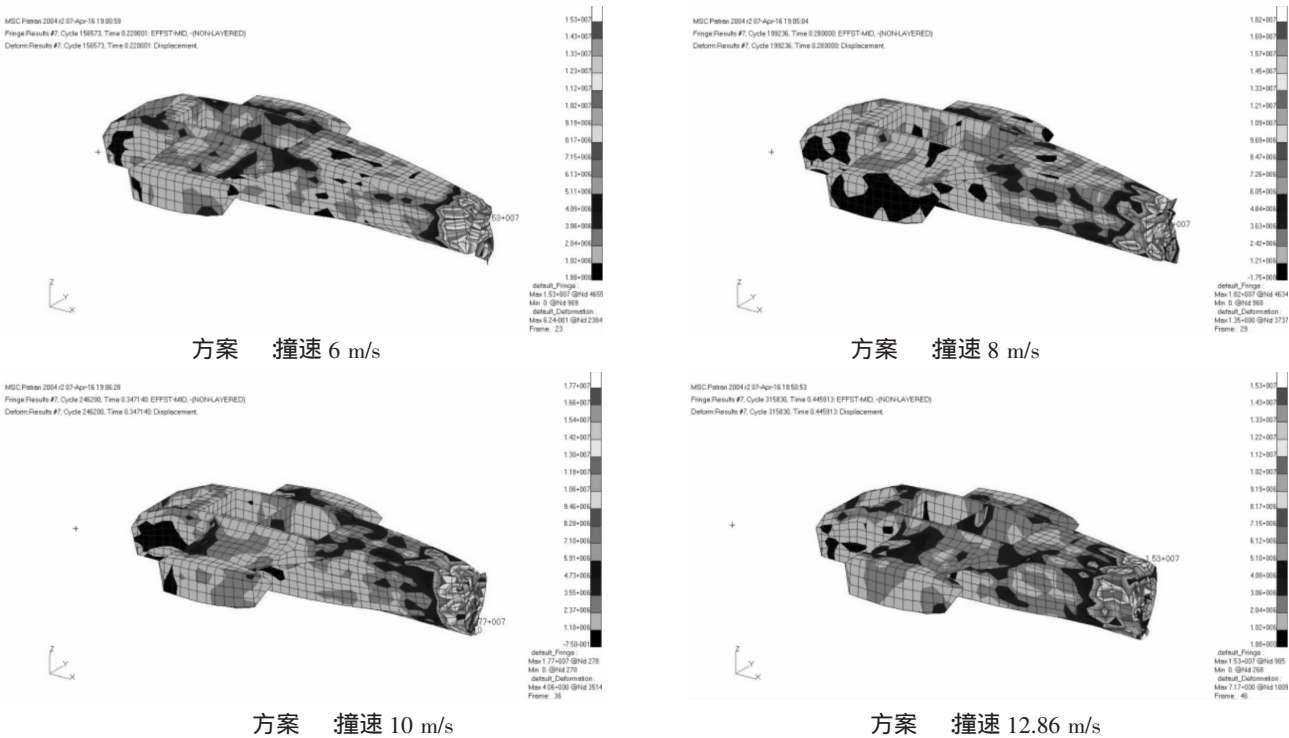 MSC.Patran 2004 r2 07-Apr-16 19:00:59
Fringe:Results #7, Cycle 156573, Time 0.220001: EFFST-MID, -(NON-LAYERED)
Deform:Results #7, Cycle 156573, Time 0.220001: Displacement,
1.53+007
1.43+007
1.33+007
1.23+007
1.12+007
1.02+007
9.19+006
8.17+006
7.15+006
6.13+006
5.11+006
4.09+006
3.06+006
2.04+006
1.02+006
53+007
Z
Y
X
default_Fringe :
Max 1.53+007 @Nd 4655
Min 0. @Nd 969
default_Deformation :
Max 6.24-001 @Nd 2384
Frame: 23
方案 :撞速 6 m/s
MSC.Patran 2004 r2 07-Apr-16 19:05:04
Fringe:Results #7, Cycle 199236, Time 0.280000: EFFST-MID, -(NON-LAYERED)
Deform:Results #7, Cycle 199236, Time 0.280000: Displacement,
1.82+007
1.69+007
1.57+007
1.45+007
1.33+007
1.21+007
1.09+007
9.69+006
8.47+006
7.26+006
6.05+006
4.84+006
3.63+006
2.42+006
1.21+006
007
Z
Y
X
default_Fringe :
Max 1.82+007 @Nd 4634
Min 0. @Nd 968
default_Deformation :
Max 1.35+000 @Nd 3737
Frame: 29
方案 :撞速 8 m/s
MSC.Patran 2004 r2 07-Apr-16 19:06:28
Fringe:Results #7, Cycle 246200, Time 0.347140: EFFST-MID, -(NON-LAYERED)
Deform:Results #7, Cycle 246200, Time 0.347140: Displacement,
1.77+007
1.66+007
1.54+007
1.42+007
1.30+007
1.18+007
1.06+007
9.46+006
8.28+006
7.10+006
5.91+006
4.73+006
3.55+006
2.37+006
1.18+006
-7.50-001
77+007
0.
Z
Y
X
default_Fringe :
Max 1.77+007 @Nd 278
Min 0. @Nd 270
default_Deformation :
Max 4.06+000 @Nd 3514
Frame: 36
方案 :撞速 10 m/s
MSC.Patran 2004 r2 07-Apr-16 18:50:53
Fringe:Results #7, Cycle 315830, Time 0.445913: EFFST-MID, -(NON-LAYERED)
Deform:Results #7, Cycle 315830, Time 0.445913: Displacement,
1.53+007
1.43+007
1.33+007
1.22+007
1.12+007
1.02+007
9.19+006
8.17+006
7.15+006
6.12+006
5.10+006
4.08+006
3.06+006
2.04+006
1.02+006
1.53+007
Z
Y
X
default_Fringe :
Max 1.53+007 @Nd 905
Min 0. @Nd 268
default_Deformation :
Max 7.17+000 @Nd 1009
Frame: 46
方案 :撞速 12.86 m/s